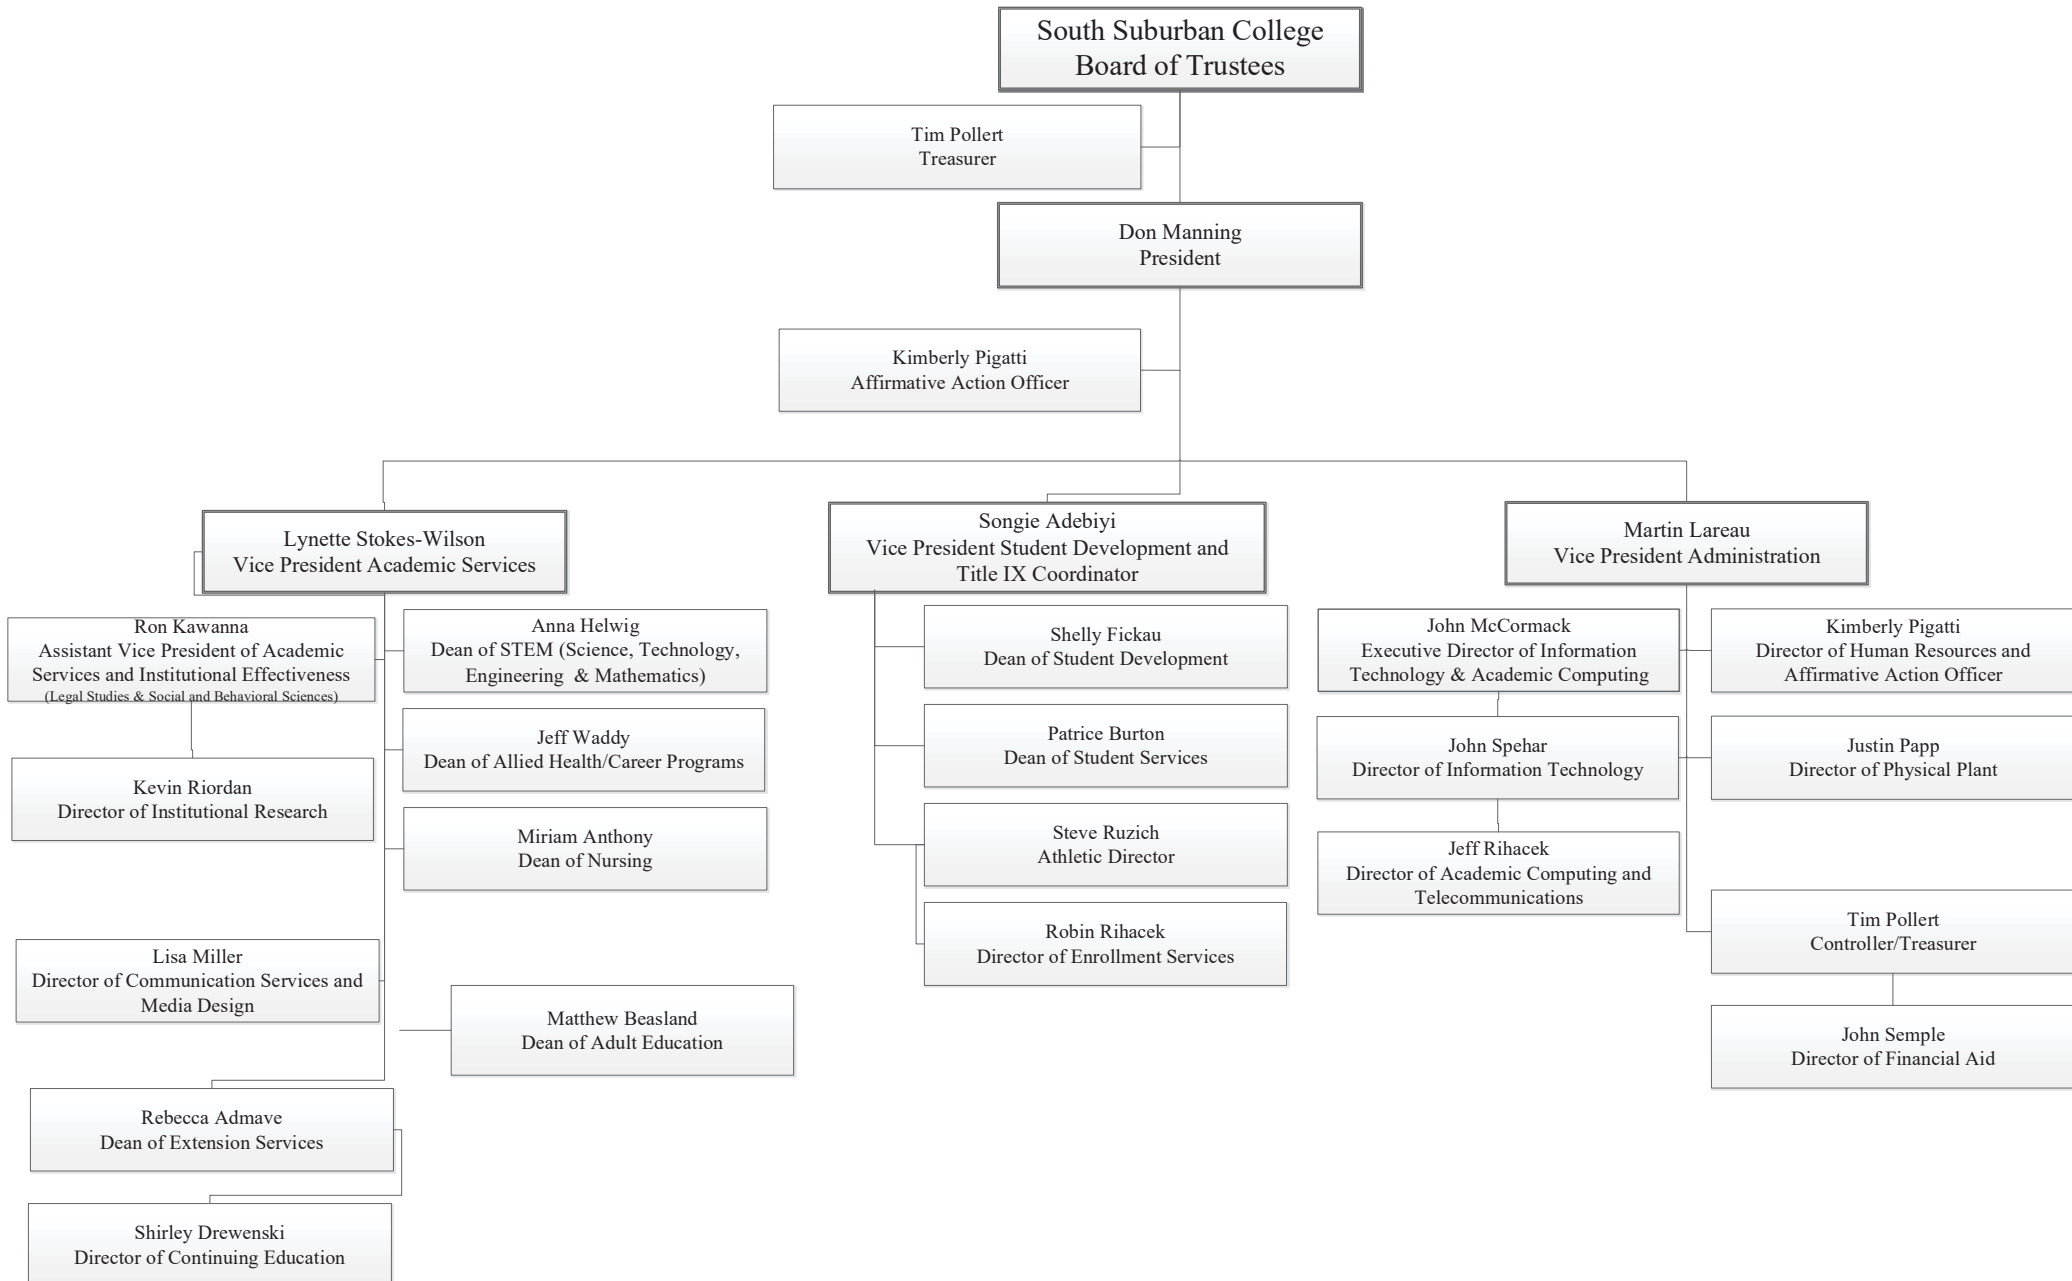 South Suburban College
Board of Trustees
Tim Pollert
Treasurer
Don Manning
President
Kimberly Pigatti
Affirmative Action Officer
Lynette Stokes-Wilson
Vice President Academic Services
Ron Kawanna
Assistant Vice President of Academic
Services and Institutional Effectiveness
(Legal Studies & Social and Behavioral Sciences)
Kevin Riordan
Director of Institutional Research
Anna Helwig
Dean of STEM (Science, Technology,
Engineering & Mathematics)
Jeff Waddy
Dean of Allied Health/Career Programs
Miriam Anthony
Dean of Nursing
Lisa Miller
Director of Communication Services and
Media Design
Matthew Beasland
Dean of Adult Education
Rebecca Admave
Dean of Extension Services
Shirley Drewenski
Director of Continuing Education
Songie Adebiyi
Vice President Student Development and
Title IX Coordinator
Shelly Fickau
Dean of Student Development
Patrice Burton
Dean of Student Services
Steve Ruzich
Athletic Director
Robin Rihacek
Director of Enrollment Services
Martin Lareau
Vice President Administration
John McCormack
Executive Director of Information
Technology & Academic Computing
John Spehar
Director of Information Technology
Jeff Rihacek
Director of Academic Computing and
Telecommunications
Kimberly Pigatti
Director of Human Resources and
Affirmative Action Officer
Justin Papp
Director of Physical Plant
Tim Pollert
Controller/Treasurer
John Semple
Director of Financial Aid